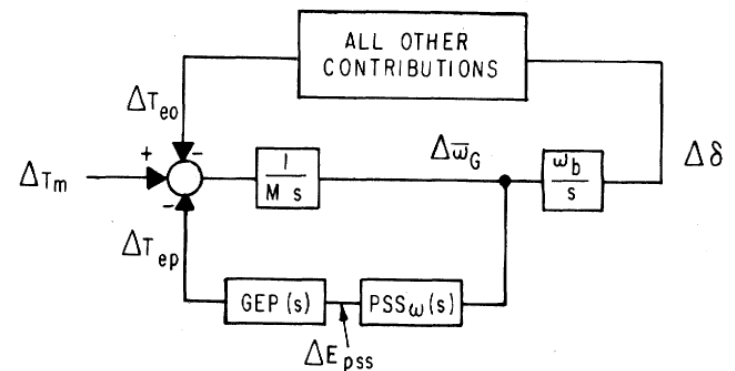 ALL OTHER
CONTRIBUTIONS
ΔT_eo
+ -
ΔT_m
1
M s
Δω̅_G
ω_b
s
Δδ
-
ΔT_ep
GEP(s)
PSS_ω(s)
ΔE_pss